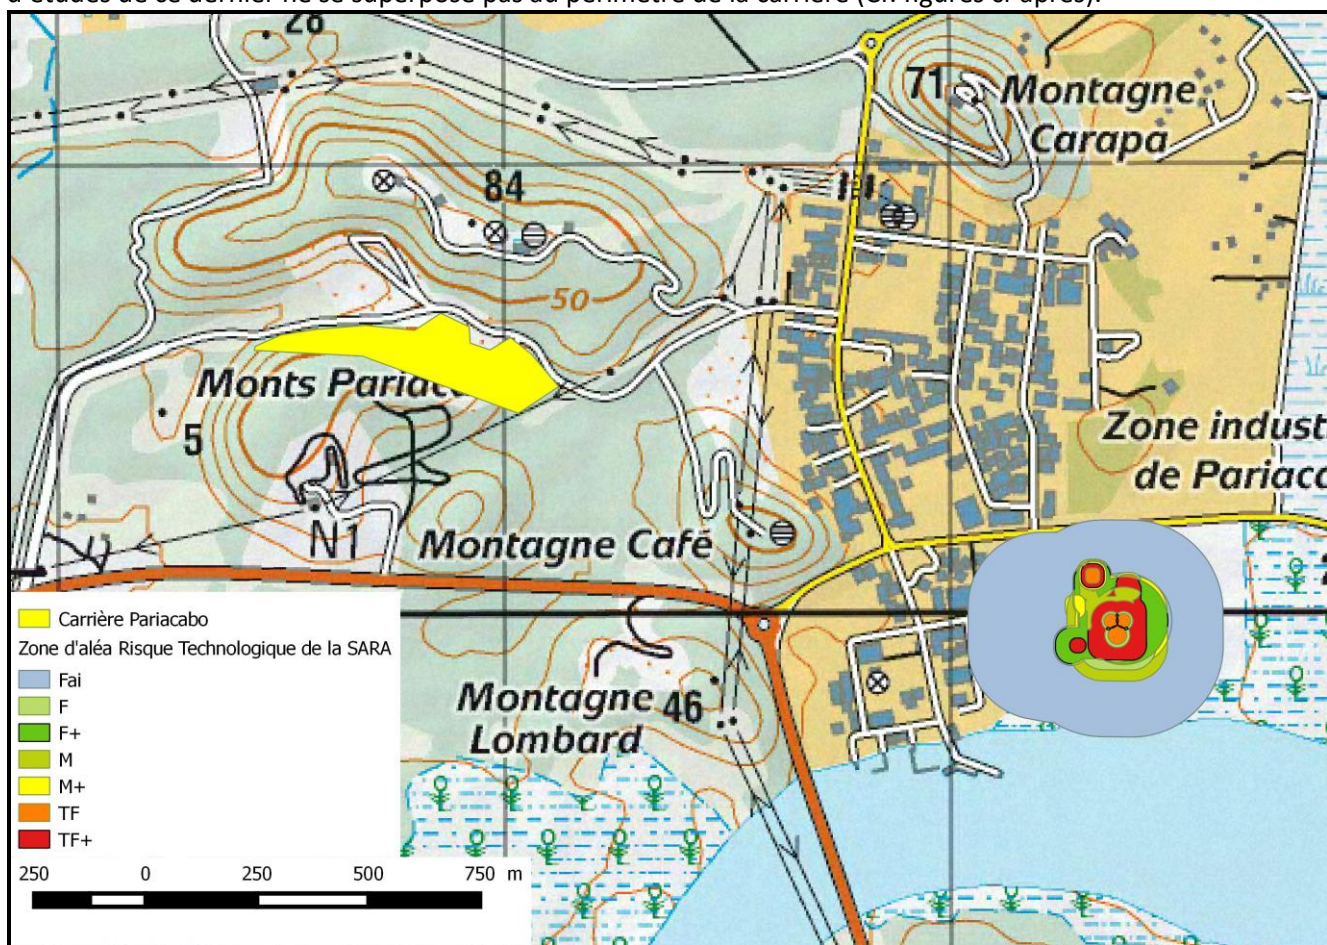 d'études de ce dernier ne se superpose pas au périmètre de la carrière (Cf. figures ci-après).
28
71
Montagne
Carapa
84
50
Monts
5
Zone indust
de Pariac
N1
Montagne Café
Montagne
Lombard
46
Carrière Pariacabo
Zone d'aléa Risque Technologique de la SARA
Fai
F
F+
M
M+
TF
TF+
250 0 250 500 750 m